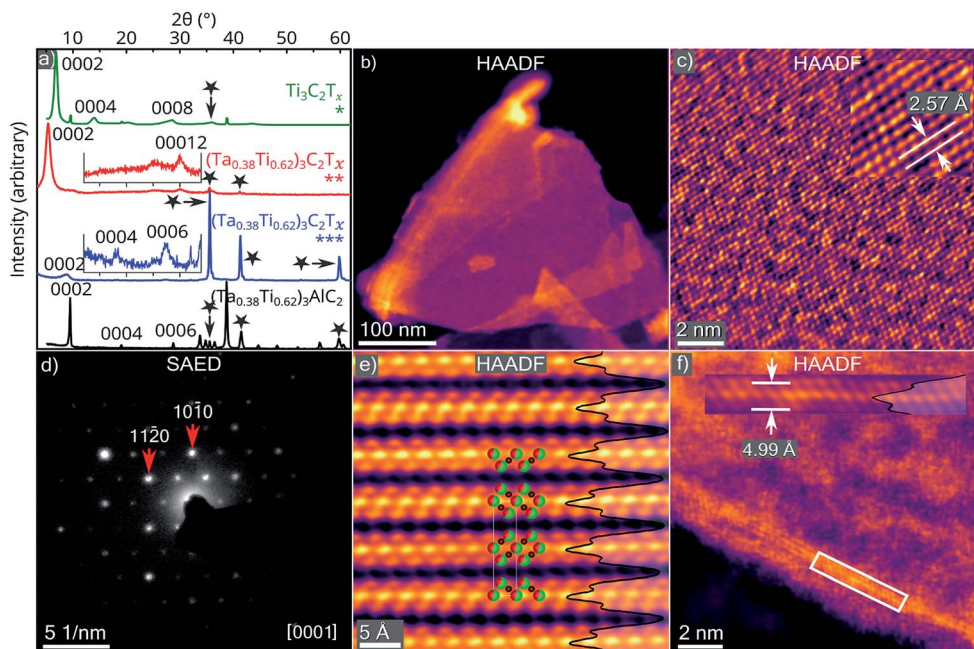 2θ (°)
10 20 30 40 50 60
Intensity (arbitrary)
a)
0002
0004
0008
★
Ti₃C₂Tₓ
*
0002
00012
(Ta₀.₃₈Ti₀.₆₂)₃C₂Tₓ
**
★ ★
★
(Ta₀.₃₈Ti₀.₆₂)₃C₂Tₓ
***
0004
0006
0002
★ ★
(Ta₀.₃₈Ti₀.₆₂)₃AlC₂
0002
0004
0006
★ ★ ★
b)
HAADF
100 nm
c)
HAADF
2.57 Å
2 nm
d)
SAED
101̄0
112̄0
5 1/nm
[0001]
e)
HAADF
5 Å
f)
HAADF
4.99 Å
2 nm